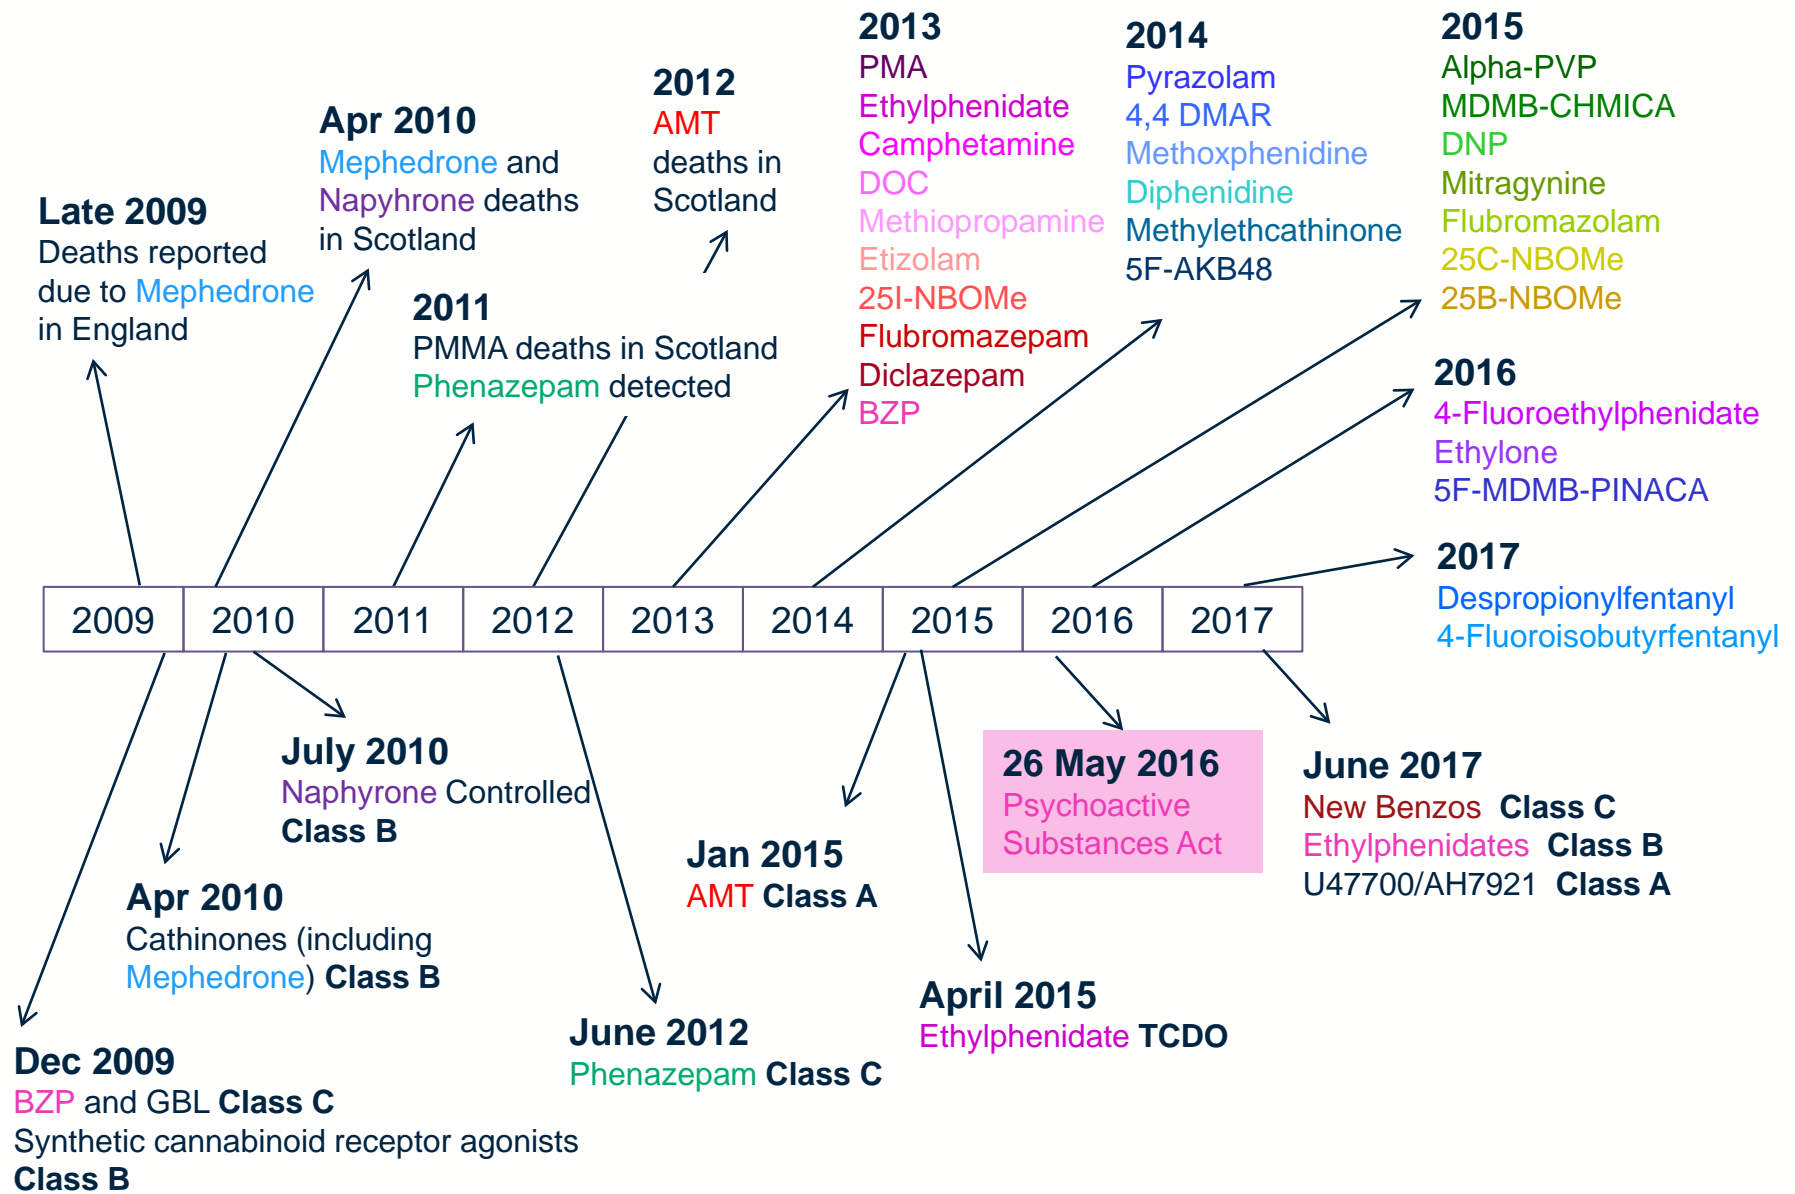 Late 2009
Deaths reported
due to Mephedrone
in England
Apr 2010
Mephedrone and
Napyhrone deaths
in Scotland
2011
PMMA deaths in Scotland
Phenazepam detected
2012
AMT
deaths in
Scotland
2013
PMA
Ethylphenidate
Camphetamine
DOC
Methiopropamine
Etizolam
25I-NBOMe
Flubromazepam
Diclazepam
BZP
2014
Pyrazolam
4,4 DMAR
Methoxphenidine
Diphenidine
Methylethcathinone
5F-AKB48
2015
Alpha-PVP
MDMB-CHMICA
DNP
Mitragynine
Flubromazolam
25C-NBOMe
25B-NBOMe
2016
4-Fluoroethylphenidate
Ethylone
5F-MDMB-PINACA
2017
Despropionylfentanyl
4-Fluoroisobutyrfentanyl
2009 2010 2011 2012 2013 2014 2015 2016 2017
Dec 2009
BZP and GBL Class C
Synthetic cannabinoid receptor agonists
Class B
Apr 2010
Cathinones (including
Mephedrone) Class B
July 2010
Naphyrone Controlled
Class B
June 2012
Phenazepam Class C
Jan 2015
AMT Class A
April 2015
Ethylphenidate TCDO
26 May 2016
Psychoactive
Substances Act
June 2017
New Benzos Class C
Ethylphenidates Class B
U47700/AH7921 Class A